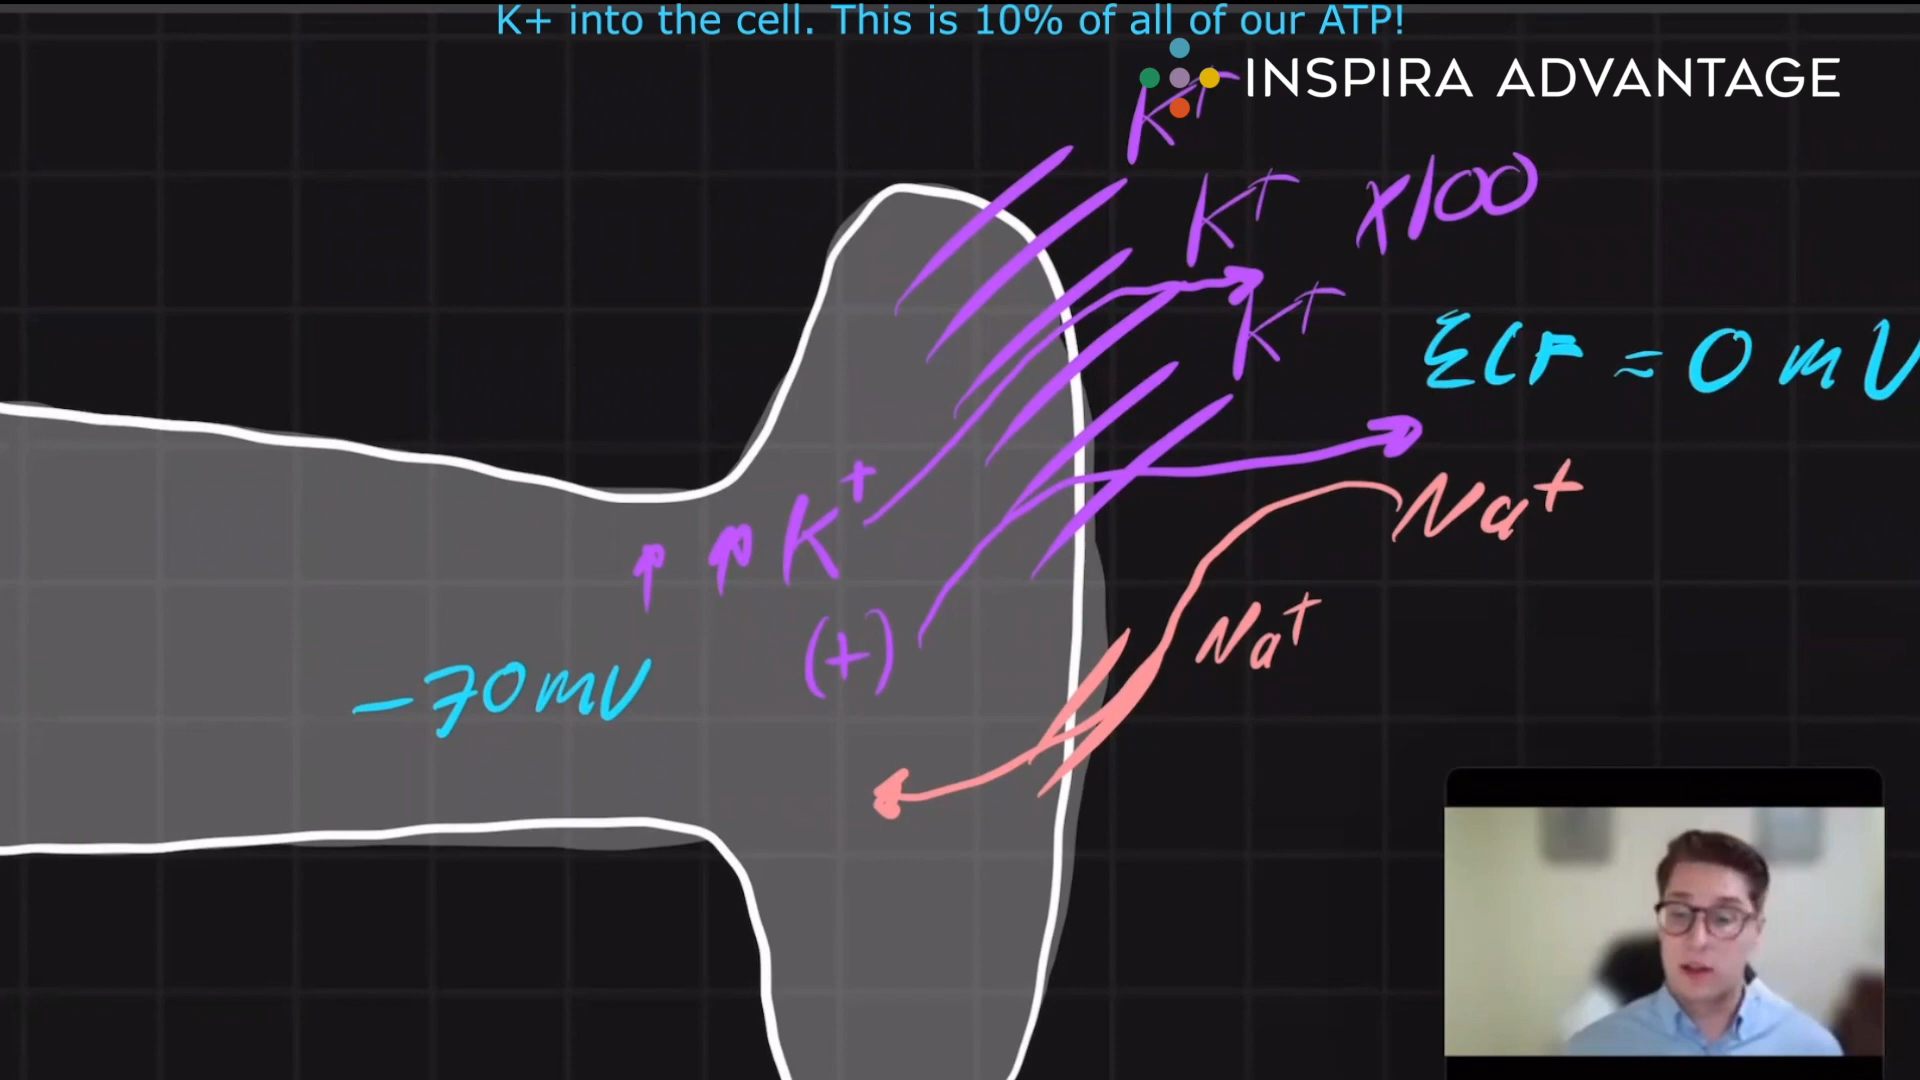 K+ into the cell. This is 10% of all of our ATP!
INSPIRA ADVANTAGE
K+
K+ x100
K+
ECF ≈ 0 mV
↑ ↑ K+
Na+
(+)
Na+
-70mV